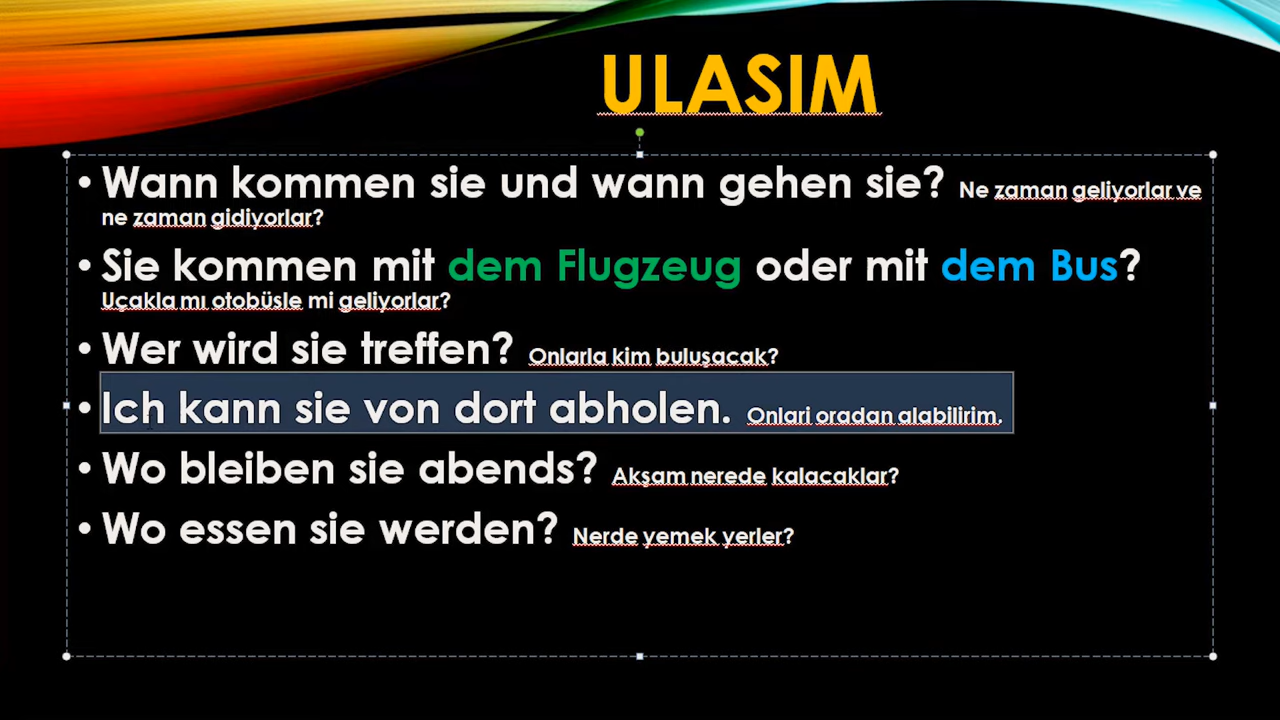 ULASIM
• Wann kommen sie und wann gehen sie? Ne zaman geliyorlar ve
ne zaman gidiyorlar?
• Sie kommen mit dem Flugzeug oder mit dem Bus?
Uçakla mı otobüsle mi geliyorlar?
• Wer wird sie treffen? Onlarla kim buluşacak?
• Ich kann sie von dort abholen. Onlari oradan alabilirim.
• Wo bleiben sie abends? Akşam nerede kalacaklar?
• Wo essen sie werden? Nerde yemek yerler?